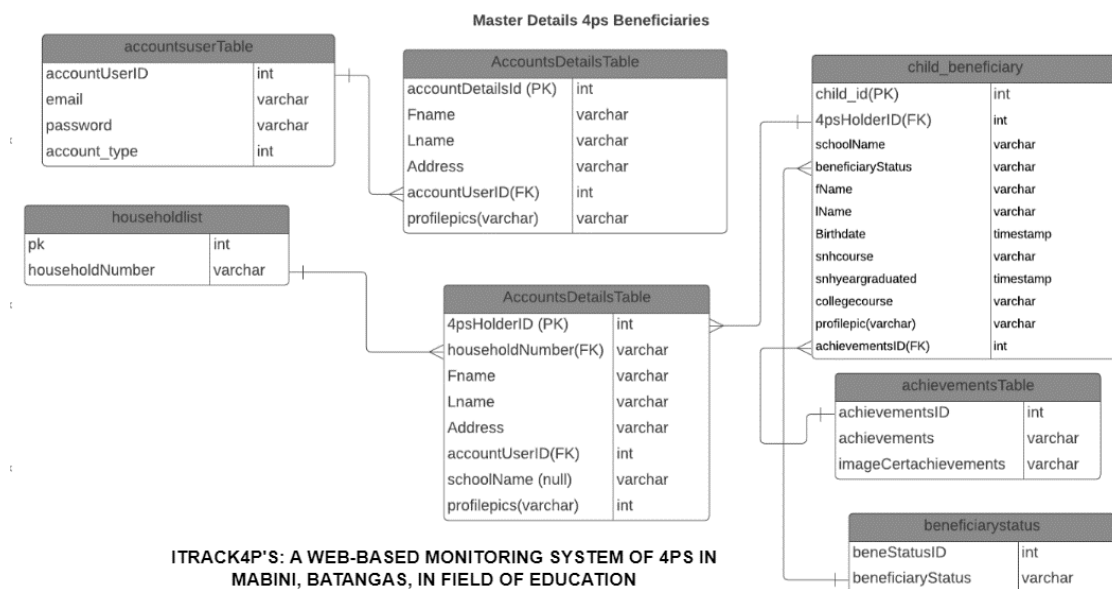 Master Details 4ps Beneficiaries
accountsuserTable
accountUserID int
email varchar
password varchar
account_type int
AccountsDetailsTable
accountDetailsId (PK) int
Fname varchar
Lname varchar
Address varchar
accountUserID(FK) int
profilepics(varchar) varchar
child_beneficiary
child_id(PK) int
4psHolderID(FK) int
schoolName varchar
beneficiaryStatus varchar
fName varchar
lName varchar
Birthdate timestamp
snhcourse varchar
snhyeargraduated timestamp
collegecourse varchar
profilepic(varchar) varchar
achievementsID(FK) int
householdlist
pk int
householdNumber varchar
AccountsDetailsTable
4psHolderID (PK) int
householdNumber(FK) varchar
Fname varchar
Lname varchar
Address varchar
accountUserID(FK) int
schoolName (null) varchar
profilepics(varchar) int
achievementsTable
achievementsID int
achievements varchar
imageCertachievements varchar
beneficiarystatus
beneStatusID int
beneficiaryStatus varchar
ITRACK4P'S: A WEB-BASED MONITORING SYSTEM OF 4PS IN
MABINI, BATANGAS, IN FIELD OF EDUCATION